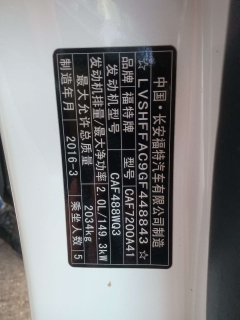 中国·长安福特汽车有限公司制造
☆LVSHFFAC9GF448843☆
品牌 福特牌 型号 CAF7200A41
发动机型号 CAF488WQ3
发动机排量/最大净功率 2.0L/149.3kW
最大允许总质量 2034kg
制造年月 2016-3 乘坐人数 5